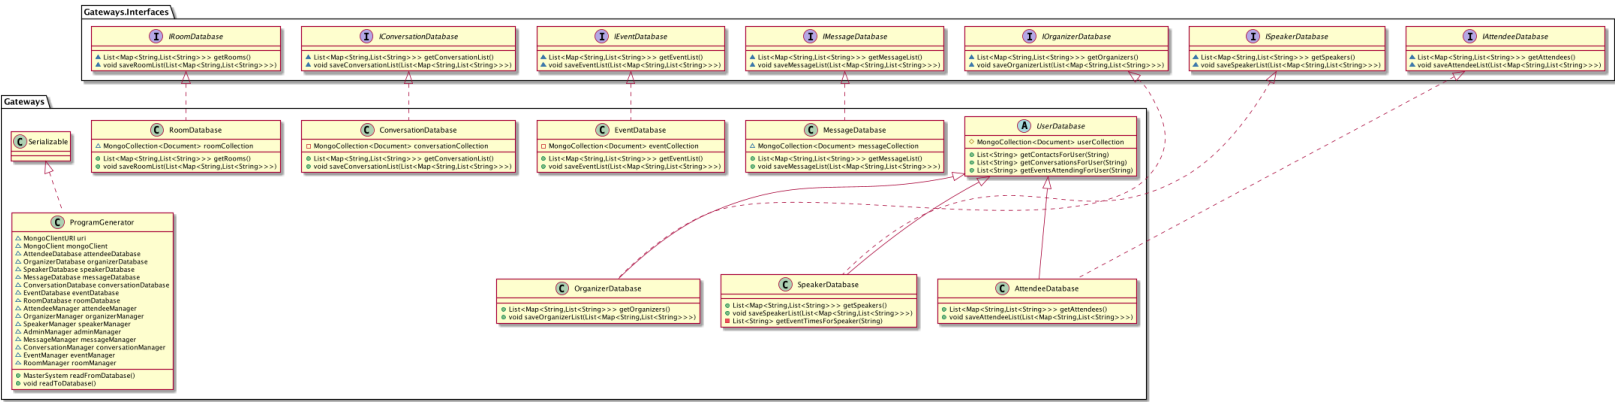 Gateways.Interfaces
I IRoomDatabase
List<Map<String,List<String>>> getRooms()
void saveRoomList(List<Map<String,List<String>>>)
I IConversationDatabase
List<Map<String,List<String>>> getConversationList()
void saveConversationList(List<Map<String,List<String>>>)
I IEventDatabase
List<Map<String,List<String>>> getEventList()
void saveEventList(List<Map<String,List<String>>>)
I IMessageDatabase
List<Map<String,List<String>>> getMessageList()
void saveMessageList(List<Map<String,List<String>>>)
I IOrganizerDatabase
List<Map<String,List<String>>> getOrganizers()
void saveOrganizerList(List<Map<String,List<String>>>)
I ISpeakerDatabase
List<Map<String,List<String>>> getSpeakers()
void saveSpeakerList(List<Map<String,List<String>>>)
I IAttendeeDatabase
List<Map<String,List<String>>> getAttendees()
void saveAttendeeList(List<Map<String,List<String>>>)
Gateways
C Serializable
C RoomDatabase
MongoCollection<Document> roomCollection
List<Map<String,List<String>>> getRooms()
void saveRoomList(List<Map<String,List<String>>>)
C ConversationDatabase
MongoCollection<Document> conversationCollection
List<Map<String,List<String>>> getConversationList()
void saveConversationList(List<Map<String,List<String>>>)
C EventDatabase
MongoCollection<Document> eventCollection
List<Map<String,List<String>>> getEventList()
void saveEventList(List<Map<String,List<String>>>)
C MessageDatabase
MongoCollection<Document> messageCollection
List<Map<String,List<String>>> getMessageList()
void saveMessageList(List<Map<String,List<String>>>)
A UserDatabase
MongoCollection<Document> userCollection
List<String> getContactsForUser(String)
List<String> getConversationsForUser(String)
List<String> getEventsAttendingForUser(String)
C ProgramGenerator
MongoClientURI uri
MongoClient mongoClient
AttendeeDatabase attendeeDatabase
OrganizerDatabase organizerDatabase
SpeakerDatabase speakerDatabase
MessageDatabase messageDatabase
ConversationDatabase conversationDatabase
EventDatabase eventDatabase
RoomDatabase roomDatabase
AttendeeManager attendeeManager
OrganizerManager organizerManager
SpeakerManager speakerManager
AdminManager adminManager
MessageManager messageManager
ConversationManager conversationManager
EventManager eventManager
RoomManager roomManager
MasterSystem readFromDatabase()
void readToDatabase()
C OrganizerDatabase
List<Map<String,List<String>>> getOrganizers()
void saveOrganizerList(List<Map<String,List<String>>>)
C SpeakerDatabase
List<Map<String,List<String>>> getSpeakers()
void saveSpeakerList(List<Map<String,List<String>>>)
List<String> getEventTimesForSpeaker(String)
C AttendeeDatabase
List<Map<String,List<String>>> getAttendees()
void saveAttendeeList(List<Map<String,List<String>>>)